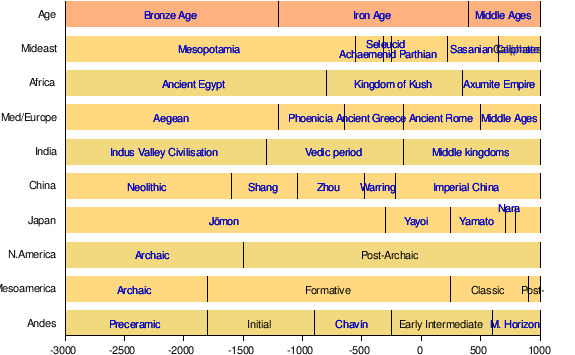 Age Bronze Age Iron Age Middle Ages
Mideast Mesopotamia Achaemenid Seleucid Parthian Sasanian Caliphates
Africa Ancient Egypt Kingdom of Kush Axumite Empire
Med/Europe Aegean Phoenicia Ancient Greece Ancient Rome Middle Ages
India Indus Valley Civilisation Vedic period Middle kingdoms
China Neolithic Shang Zhou Warring Imperial China
Japan Jōmon Yayoi Yamato Nara
N.America Archaic Post-Archaic
Mesoamerica Archaic Formative Classic Post-
Andes Preceramic Initial Chavín Early Intermediate M. Horizon
-3000 -2500 -2000 -1500 -1000 -500 0 500 1000